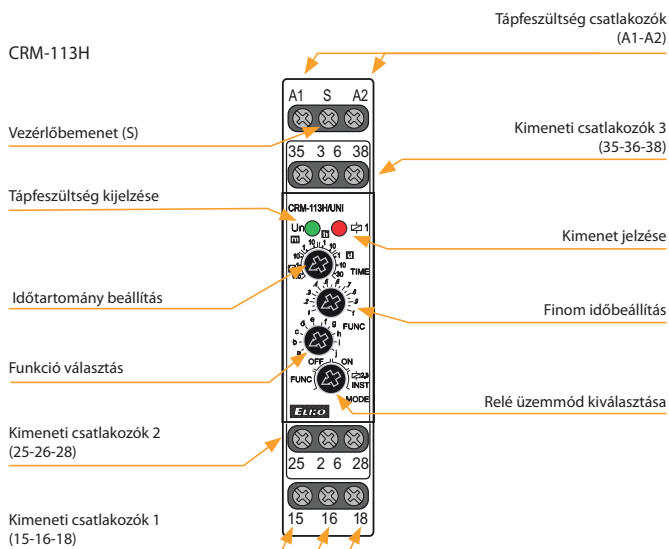 CRM-113H
Tápfeszültség csatlakozók
(A1-A2)
A1 S A2
Vezérlőbemenet (S)
Kimeneti csatlakozók 3
(35-36-38)
35 3 6 38
Tápfeszültség kijelzése
CRM-113H/UNI
Un
1
Kimenet jelzése
TIME
Időtartomány beállítás
Finom időbeállítás
FUNC
Funkció választás
OFF ON
FUNC
2,3
INST
MODE
Relé üzemmód kiválasztása
ELKO
Kimeneti csatlakozók 2
(25-26-28)
25 2 6 28
Kimeneti csatlakozók 1
(15-16-18)
15 16 18